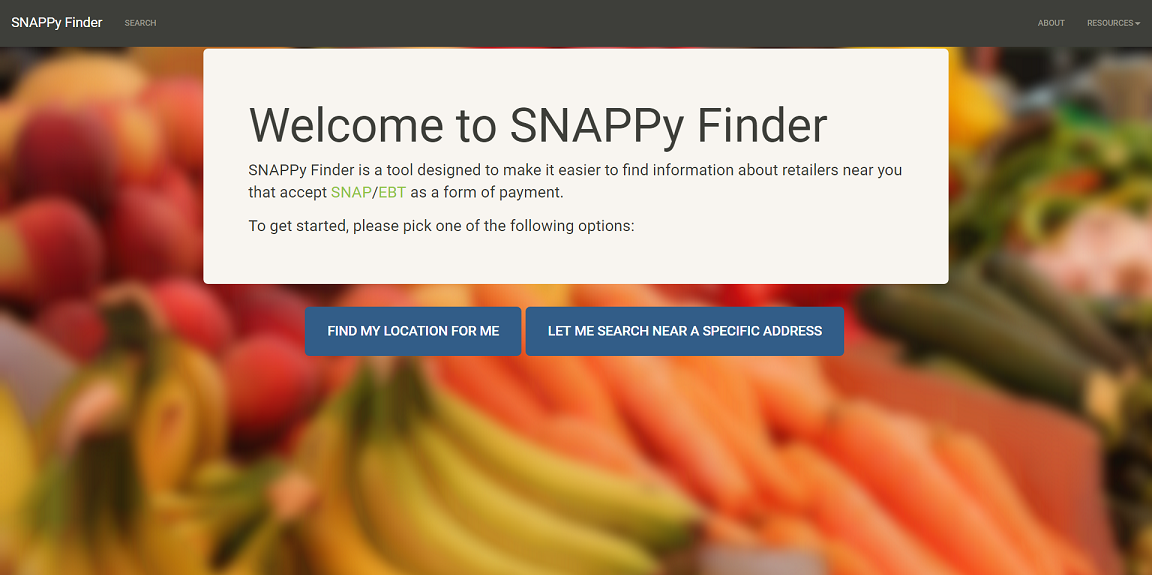 SNAPPy Finder SEARCH ABOUT RESOURCES
Welcome to SNAPPy Finder
SNAPPy Finder is a tool designed to make it easier to find information about retailers near you
that accept SNAP/EBT as a form of payment.
To get started, please pick one of the following options:
FIND MY LOCATION FOR ME LET ME SEARCH NEAR A SPECIFIC ADDRESS